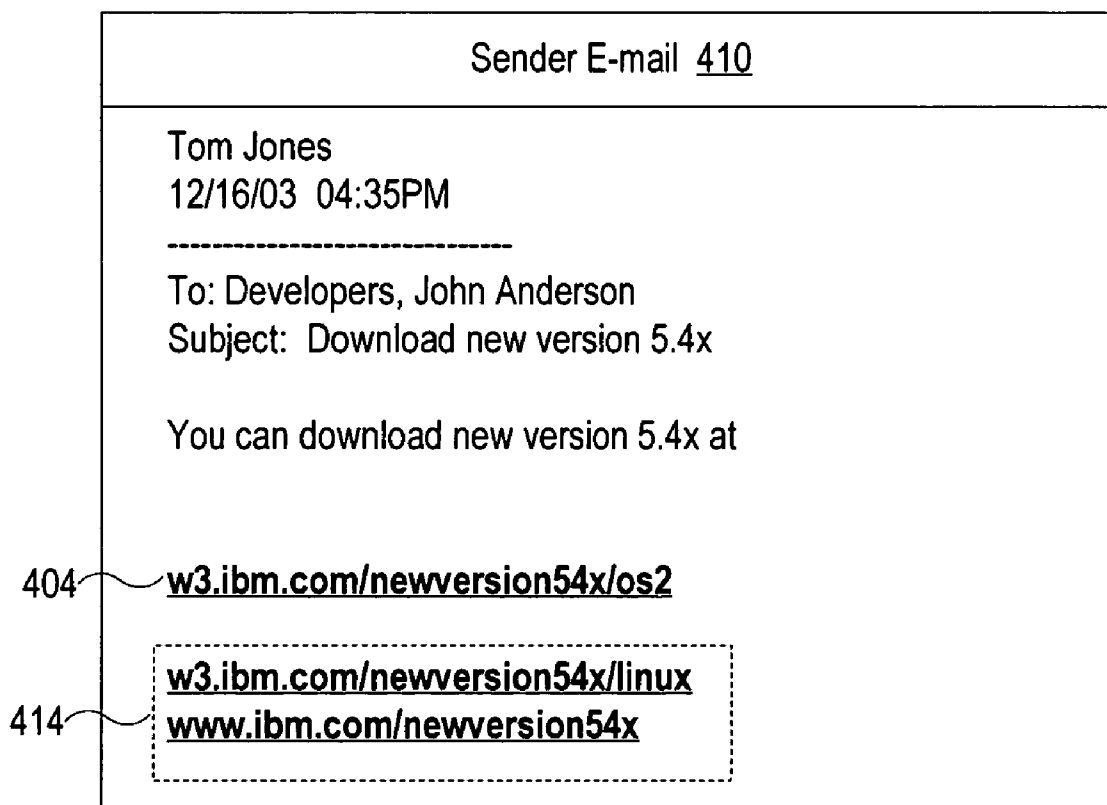 Sender E-mail 410
Tom Jones
12/16/03 04:35PM
-------------------------------
To: Developers, John Anderson
Subject: Download new version 5.4x
You can download new version 5.4x at
404 w3.ibm.com/newversion54x/os2
w3.ibm.com/newversion54x/linux
414 www.ibm.com/newversion54x